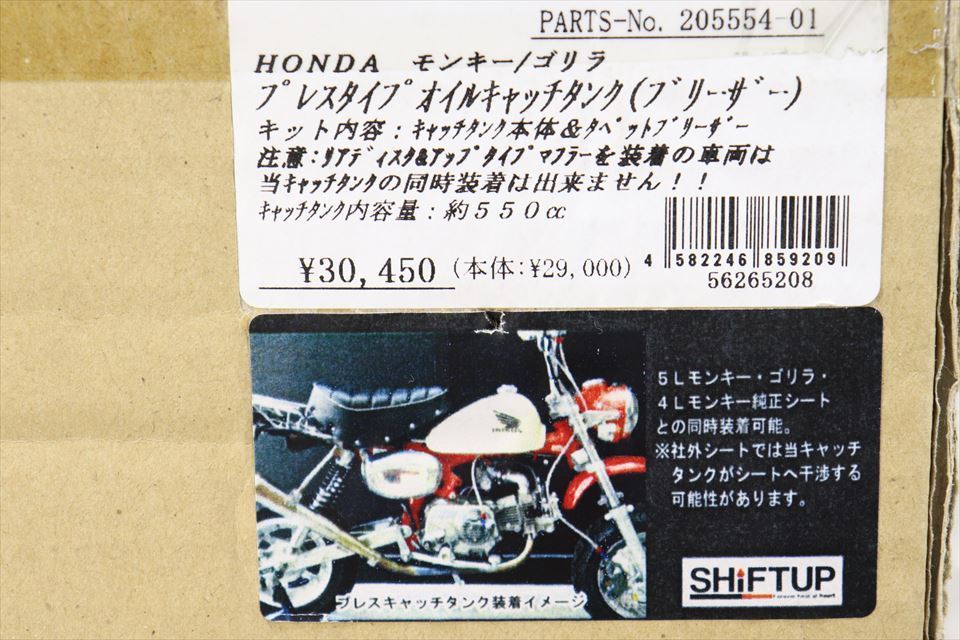 PARTS-No. 205554-01
HONDA モンキー/ゴリラ
プレスタイプオイルキャッチタンク(ブリーザー)
キット内容:キャッチタンク本体&タペットブリーザー
注意:リアディスク&アップタイプマフラーを装着の車両は
当キャッチタンクの同時装着は出来ません!!
キャッチタンク内容量:約550cc
¥30,450 (本体:¥29,000)
4 582246 859209
56265208
5Lモンキー・ゴリラ・
4Lモンキー純正シート
との同時装着可能。
※社外シートでは当キャッチ
タンクがシートへ干渉する
可能性があります。
HONDA
プレスキャッチタンク装着イメージ
SHiFTUP
Forever heat of heart